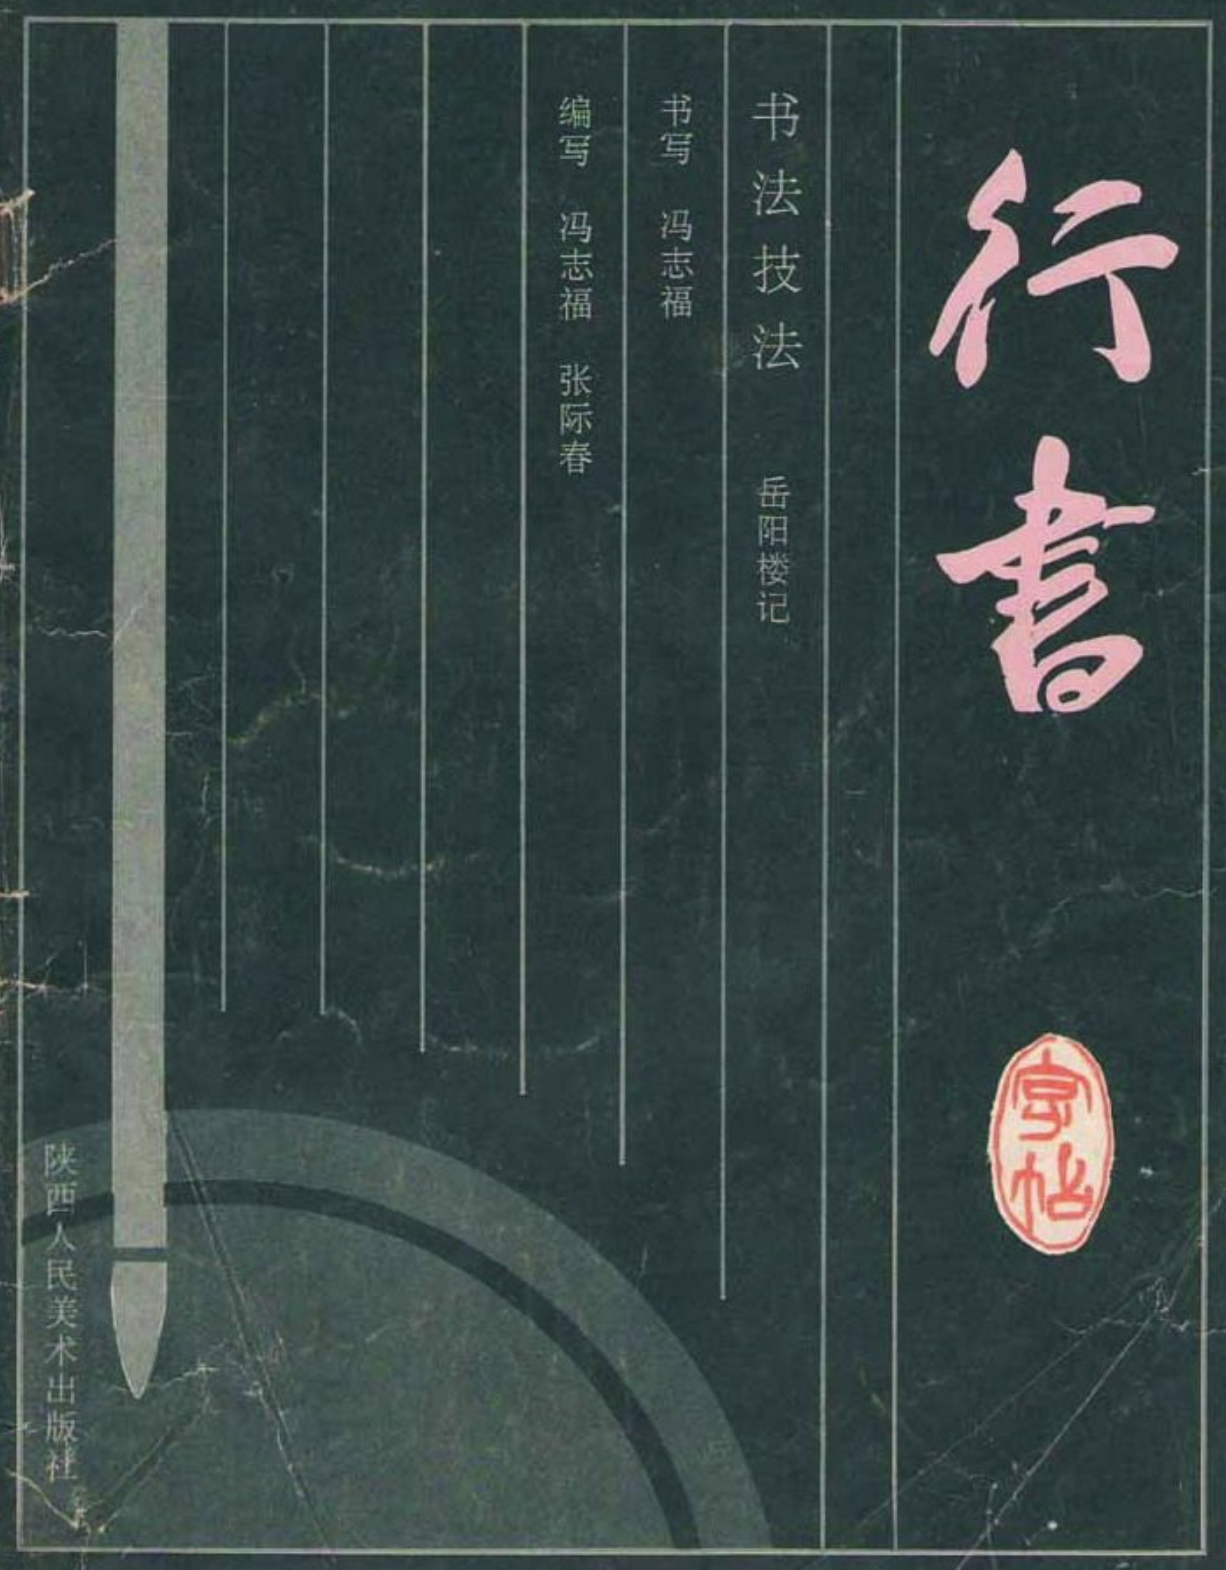 行書
字帖
书法技法 岳阳楼记
书写 冯志福
编写 冯志福 张际春
陕西人民美术出版社